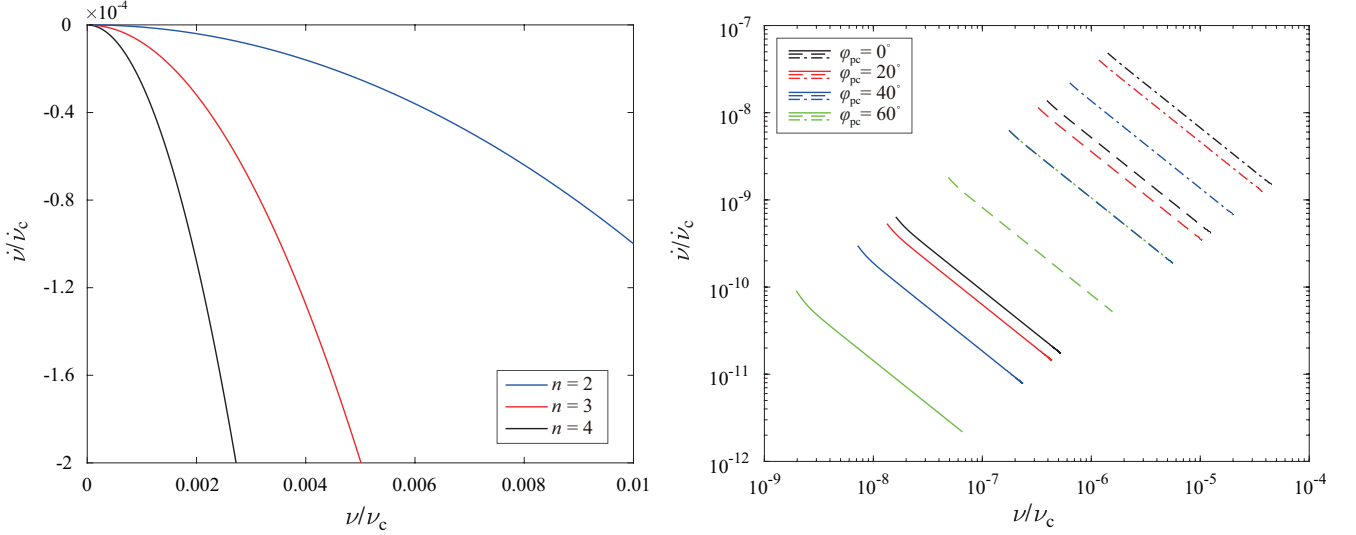 ×10⁻⁴
0
-0.4
-0.8
-1.2
-1.6
-2
ν̇/ν̇c
0 0.002 0.004 0.006 0.008 0.01
ν/νc
n = 2
n = 3
n = 4
10⁻⁷
10⁻⁸
10⁻⁹
10⁻¹⁰
10⁻¹¹
10⁻¹²
ν̇/ν̇c
10⁻⁹ 10⁻⁸ 10⁻⁷ 10⁻⁶ 10⁻⁵ 10⁻⁴
ν/νc
φpc = 0°
φpc = 20°
φpc = 40°
φpc = 60°